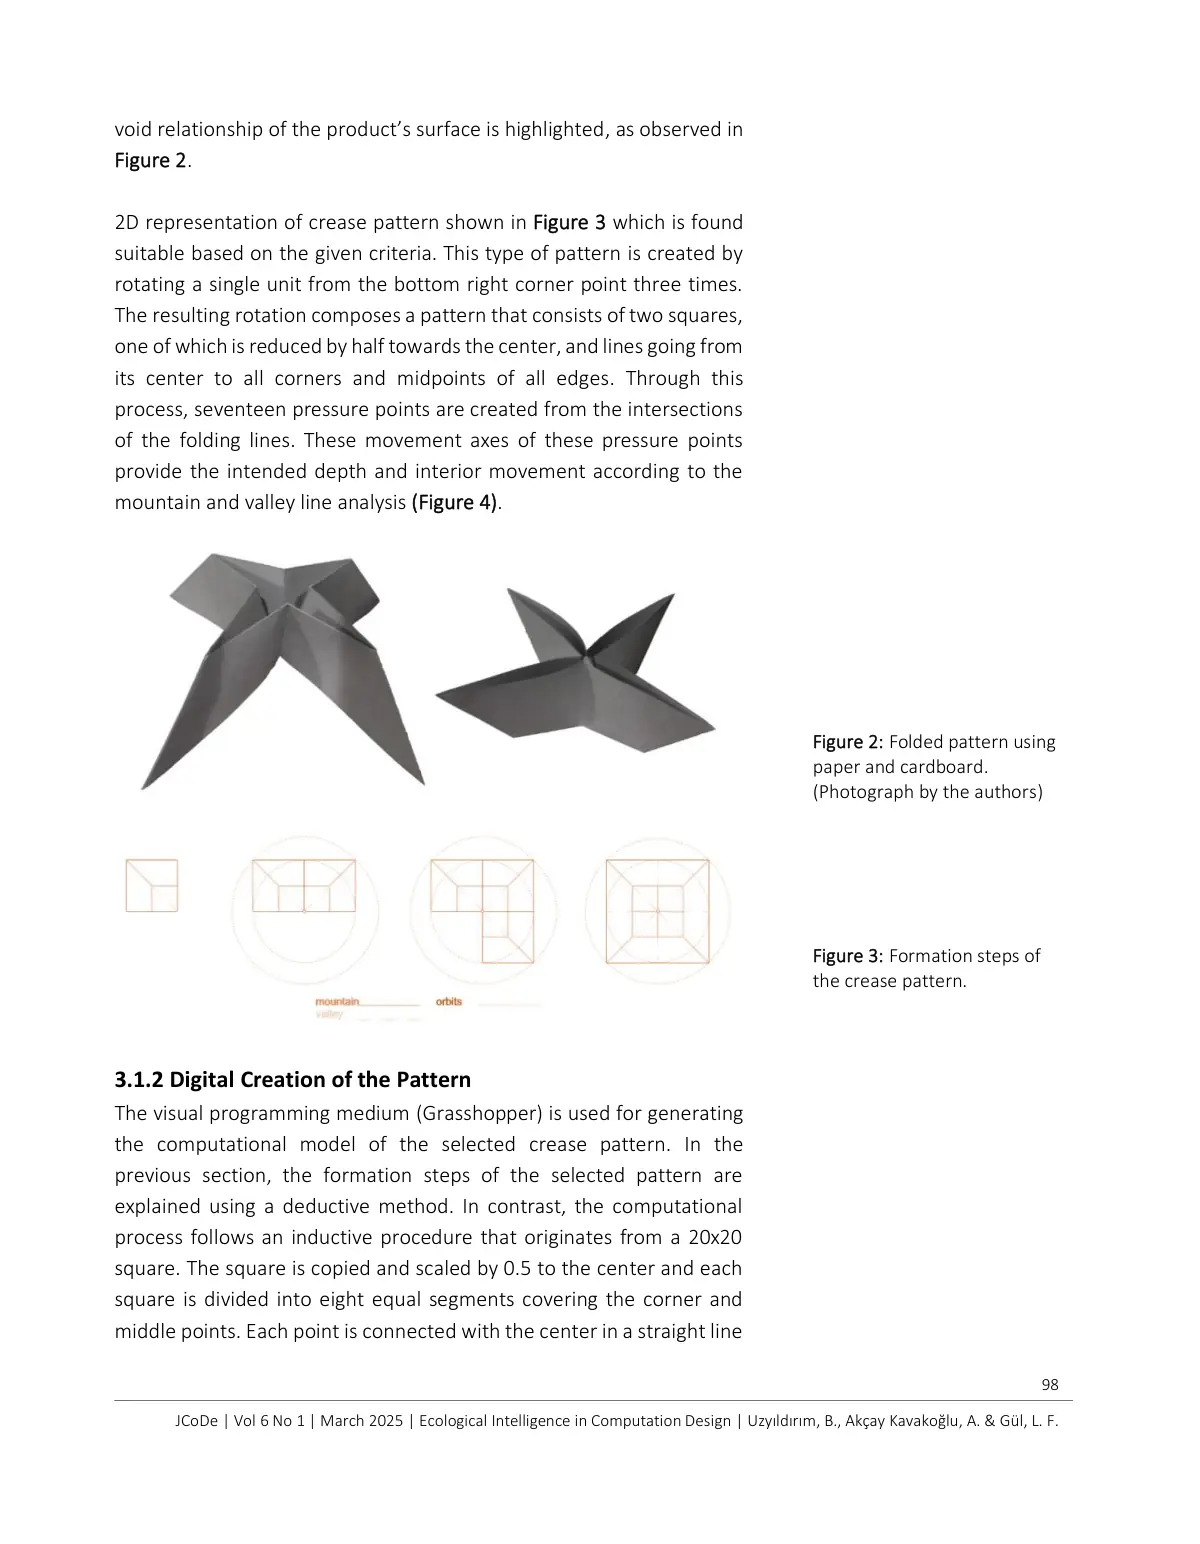 void relationship of the product’s surface is highlighted, as observed in
Figure 2.
2D representation of crease pattern shown in Figure 3 which is found
suitable based on the given criteria. This type of pattern is created by
rotating a single unit from the bottom right corner point three times.
The resulting rotation composes a pattern that consists of two squares,
one of which is reduced by half towards the center, and lines going from
its center to all corners and midpoints of all edges. Through this
process, seventeen pressure points are created from the intersections
of the folding lines. These movement axes of these pressure points
provide the intended depth and interior movement according to the
mountain and valley line analysis (Figure 4).
Figure 2: Folded pattern using
paper and cardboard.
(Photograph by the authors)
Figure 3: Formation steps of
the crease pattern.
mountain orbits
valley
3.1.2 Digital Creation of the Pattern
The visual programming medium (Grasshopper) is used for generating
the computational model of the selected crease pattern. In the
previous section, the formation steps of the selected pattern are
explained using a deductive method. In contrast, the computational
process follows an inductive procedure that originates from a 20x20
square. The square is copied and scaled by 0.5 to the center and each
square is divided into eight equal segments covering the corner and
middle points. Each point is connected with the center in a straight line
98
JCoDe | Vol 6 No 1 | March 2025 | Ecological Intelligence in Computation Design | Uzyıldırım, B., Akçay Kavakoğlu, A. & Gül, L. F.